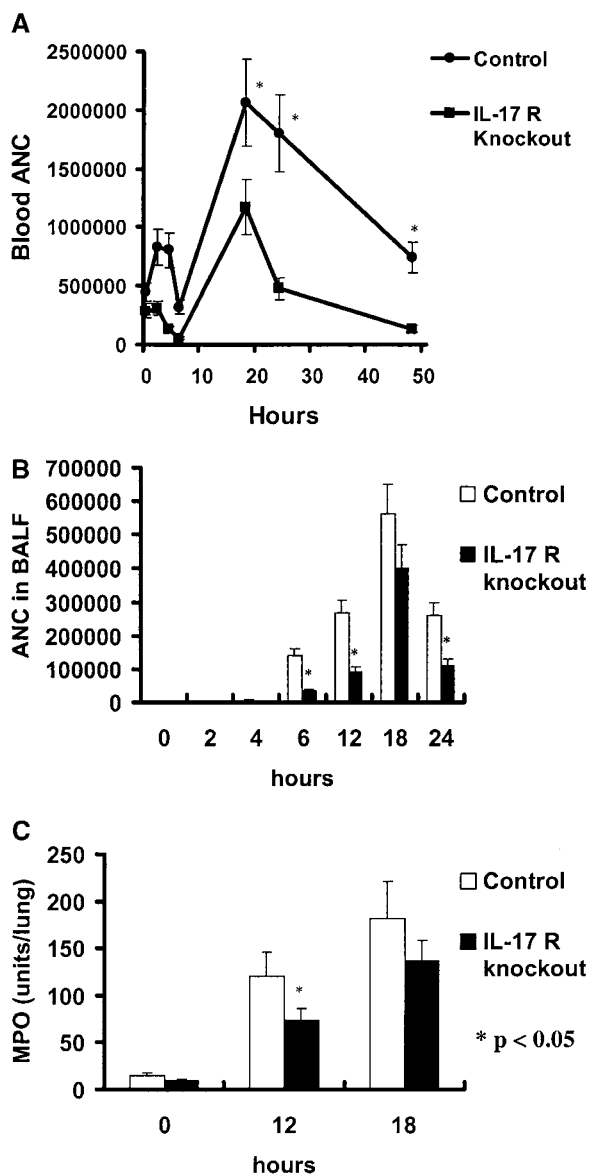 A
2500000
2000000
1500000
1000000
500000
0
Blood ANC
0 10 20 30 40 50
Hours
Control
IL-17 R
Knockout
*
*
*
B
700000
600000
500000
400000
300000
200000
100000
0
ANC in BALF
0 2 4 6 12 18 24
hours
Control
IL-17 R
knockout
*
*
*
C
250
200
150
100
50
0
MPO (units/lung)
0 12 18
hours
Control
IL-17 R
knockout
*
* p < 0.05